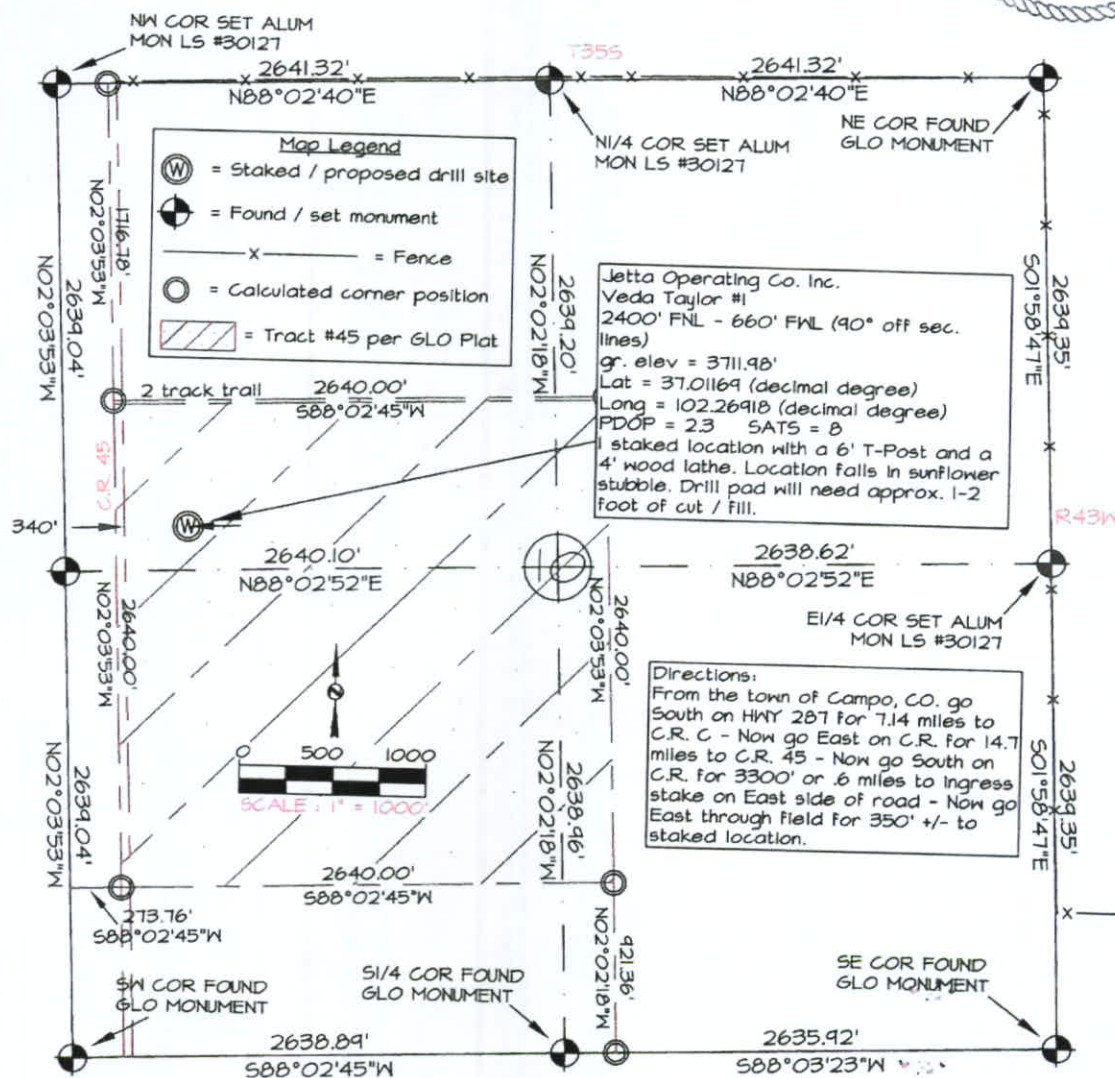 NW COR SET ALUM
MON LS #30127
T35S
2641.32'
N88°02'40"E
2641.32'
N88°02'40"E
N1/4 COR SET ALUM
MON LS #30127
NE COR FOUND
GLO MONUMENT
Map Legend
W = Staked / proposed drill site
= Found / set monument
x = Fence
= Calculated corner position
= Tract #45 per GLO Plat
1716.78'
N02°03'53"W
2639.04'
N02°03'53"W
2639.20'
N02°02'18"W
2639.35'
S01°58'47"E
Jetta Operating Co. Inc.
Veda Taylor #1
2400' FNL - 660' FWL (90° off sec.
lines)
gr. elev = 3711.98'
Lat = 37.01169 (decimal degree)
Long = 102.26918 (decimal degree)
PDOP = 2.3 SATS = 8
I staked location with a 6' T-Post and a
4' wood lathe. Location falls in sunflower
stubble. Drill pad will need approx. 1-2
foot of cut / fill.
2 track trail
2640.00'
S88°02'45"W
C.R. 45
R43W
340'
W
2640.10'
N88°02'52"E
10
2638.62'
N88°02'52"E
E1/4 COR SET ALUM
MON LS #30127
2640.00'
N02°03'53"W
2640.00'
N02°03'53"W
N
0 500 1000
SCALE : 1" = 1000'
Directions:
From the town of Campo, CO. go
South on HWY 287 for 7.14 miles to
C.R. C - Now go East on C.R. for 14.7
miles to C.R. 45 - Now go South on
C.R. for 3300' or .6 miles to ingress
stake on East side of road - Now go
East through field for 350' +/- to
staked location.
2639.04'
N02°03'53"W
2638.96'
N02°02'18"W
2639.35'
S01°58'47"E
2640.00'
S88°02'45"W
273.76'
S88°02'45"W
921.36'
N02°02'18"W
SW COR FOUND
GLO MONUMENT
S1/4 COR FOUND
GLO MONUMENT
SE COR FOUND
GLO MONUMENT
2638.89'
S88°02'45"W
2635.92'
S88°03'23"W